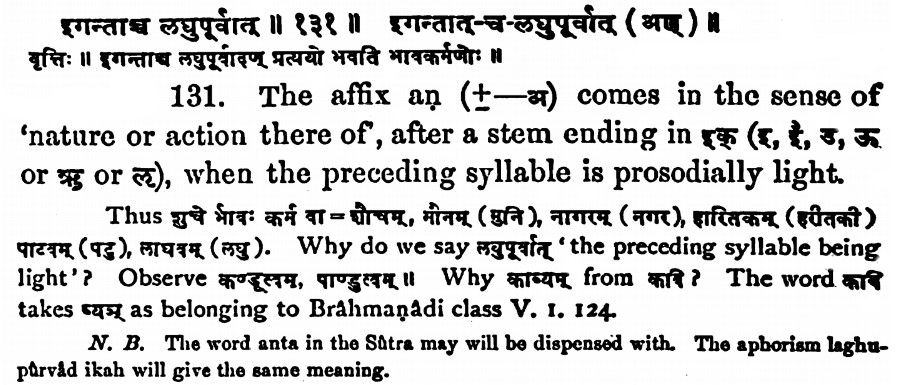 इगन्ताच्च लघुपूर्वात् ॥ १३१ ॥ इगन्तात्-च-लघुपूर्वात् (अण्) ॥
वृत्तिः ॥ इगन्ताच्च लघुपूर्वादण् प्रत्ययो भवति भावकर्मणोः ॥
131. The affix aṇ (±—अ) comes in the sense of
‘nature or action there of’, after a stem ending in इक् (इ, ई, उ, ऊ
or ऋ or ऌ), when the preceding syllable is prosodially light.
Thus शुचे र्भावः कर्म वा = शौचम्, मौनम् (मुनि), नागरम् (नगर), हारितकम् (हरीतकी)
पाटवम् (पटु), लाघवम् (लघु). Why do we say लघुपूर्वात् ‘the preceding syllable being
light’? Observe कण्डूत्वम्, पाण्डुत्वम् ॥ Why काव्यम् from कवि? The word कवि
takes ष्यञ् as belonging to Brâhmaṇâdi class V. 1. 124.
N. B. The word anta in the Sûtra may will be dispensed with. The aphorism laghu-
pûrvâd ikah will give the same meaning.